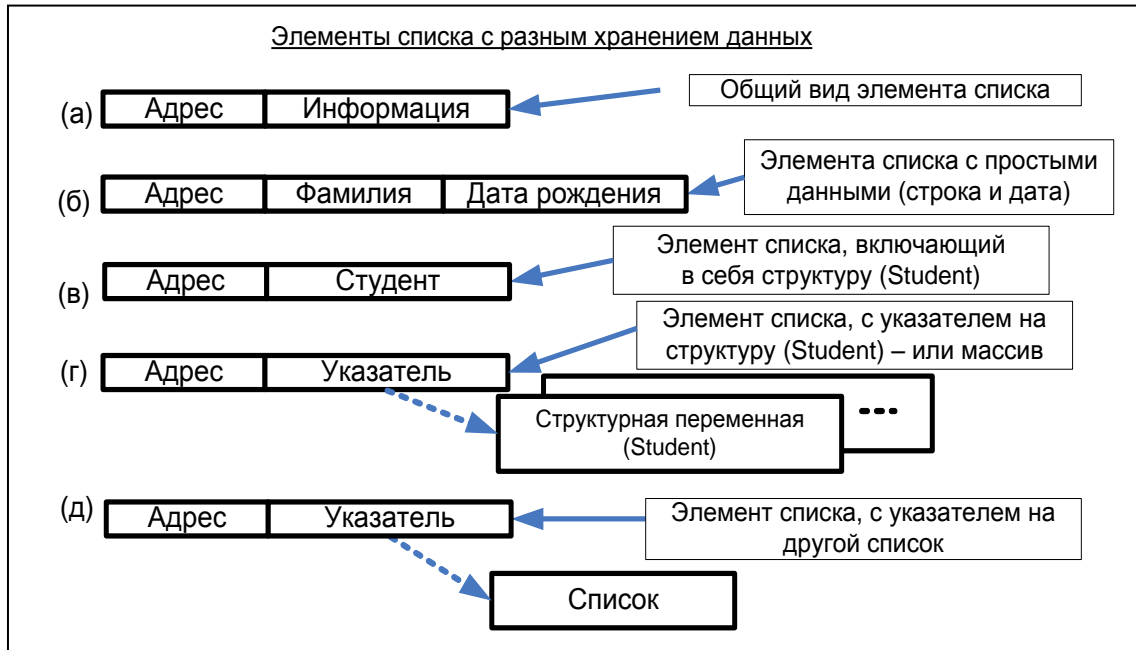 Элементы списка с разным хранением данных
(а)
Адрес
Информация
Общий вид элемента списка
(б)
Адрес
Фамилия
Дата рождения
Элемента списка с простыми
данными (строка и дата)
(в)
Адрес
Студент
Элемент списка, включающий
в себя структуру (Student)
(г)
Адрес
Указатель
Элемент списка, с указателем на
структуру (Student) – или массив
Структурная переменная
(Student)
---
(д)
Адрес
Указатель
Элемент списка, с указателем на
другой список
Список